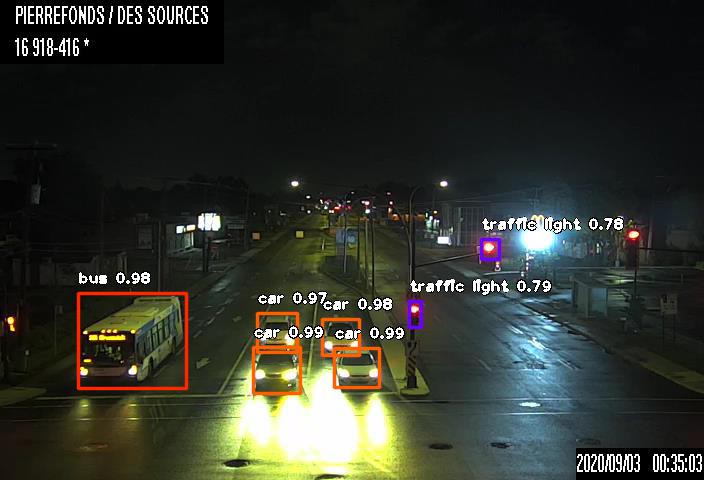 PIERREFONDS / DES SOURCES
16 918-416 *
traffic light 0.78
traffic light 0.79
bus 0.98
car 0.97
car 0.98
car 0.99
car 0.99
2020/09/03 00:35:03